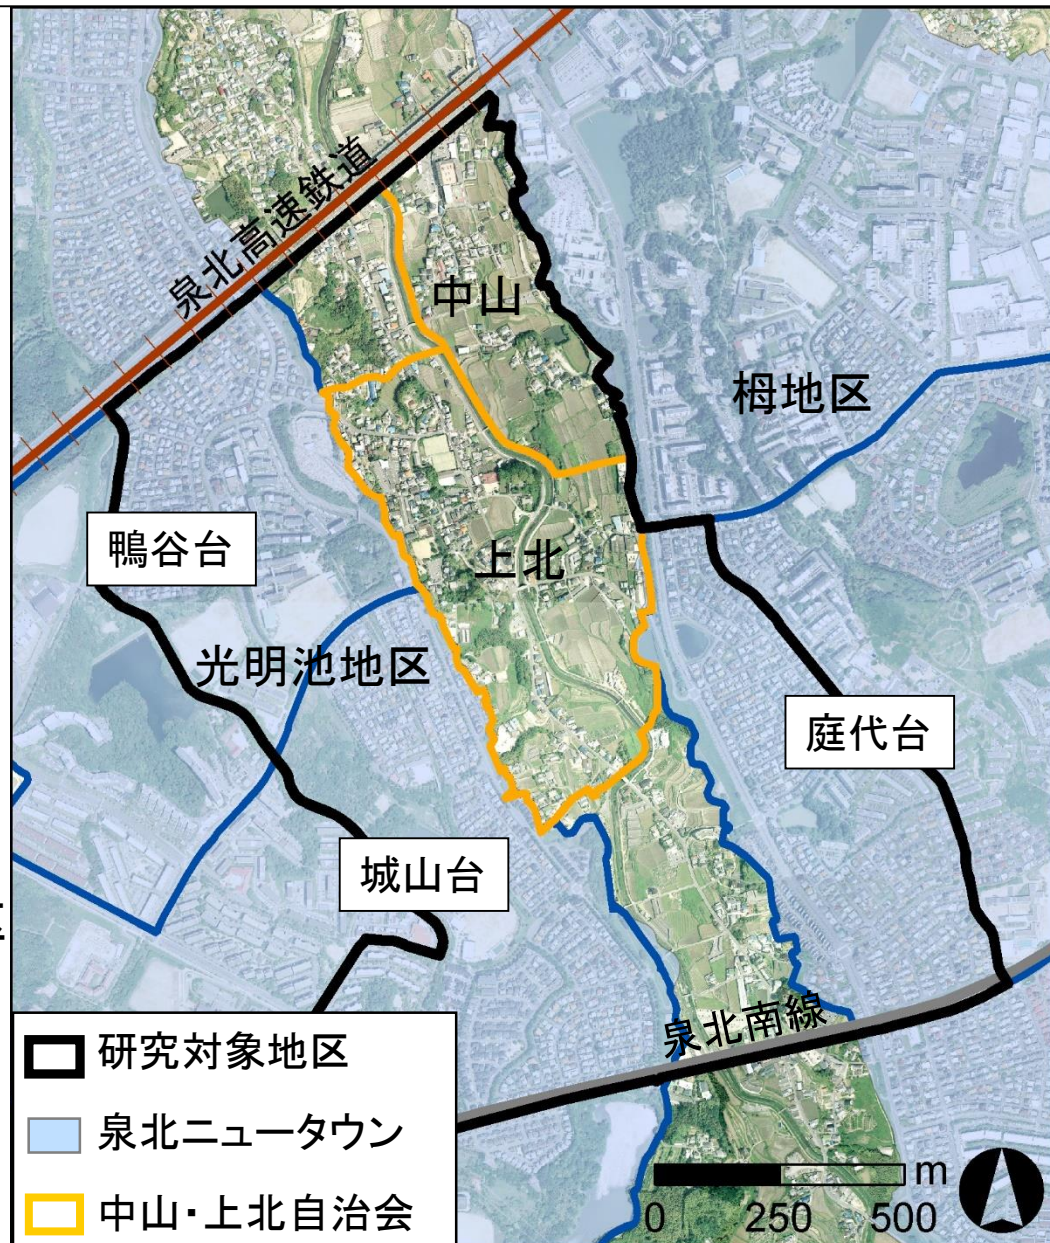 泉北高速鉄道
中山
栂地区
鴨谷台
上北
光明池地区
庭代台
城山台
泉北南線
研究対象地区
泉北ニュータウン
中山・上北自治会
m
0 250 500